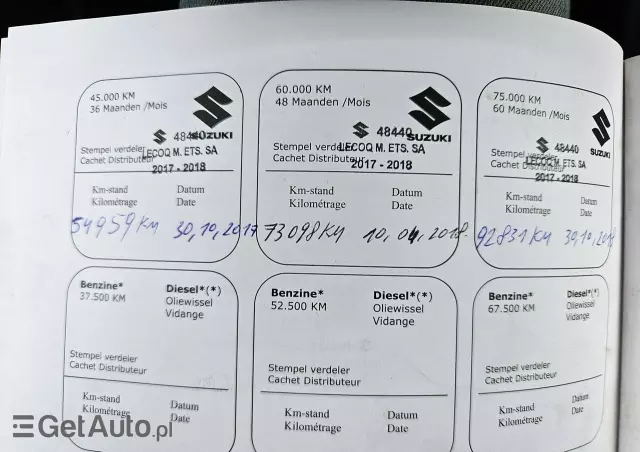 45.000 KM
36 Maanden /Mois
SUZUKI
48440
LECOQ M. ETS. SA
Stempel verdeler
Cachet Distributeur
2017 - 2018
Km-stand Datum
Kilométrage Date
54959 KM 30,10,2017
60.000 KM
48 Maanden /Mois
SUZUKI
48440
LECOQ M. ETS. SA
Stempel verdeler
Cachet Distributeur
2017 - 2018
Km-stand Datum
Kilométrage Date
73098 KM 10,04,2018.
75.000 KM
60 Maanden /Mois
SUZUKI
48440
LECOQ M. ETS. SA
Stempel verdeler
Cachet Distributeur
2017 - 2018
Km-stand Datum
Kilométrage Date
92831 KM 2018
Benzine* Diesel*(*)
37.500 KM Oliewissel
Vidange
Stempel verdeler
Cachet Distributeur
Km-stand Datum
Kilométrage Date
Benzine* Diesel*(*)
52.500 KM Oliewissel
Vidange
Stempel verdeler
Cachet Distributeur
Km-stand Datum
Kilométrage Date
Benzine* Diesel*(*)
67.500 KM Oliewissel
Vidange
Stempel verdeler
Cachet Distributeur
Km-stand Datum
Kilométrage Date
GetAuto.pl